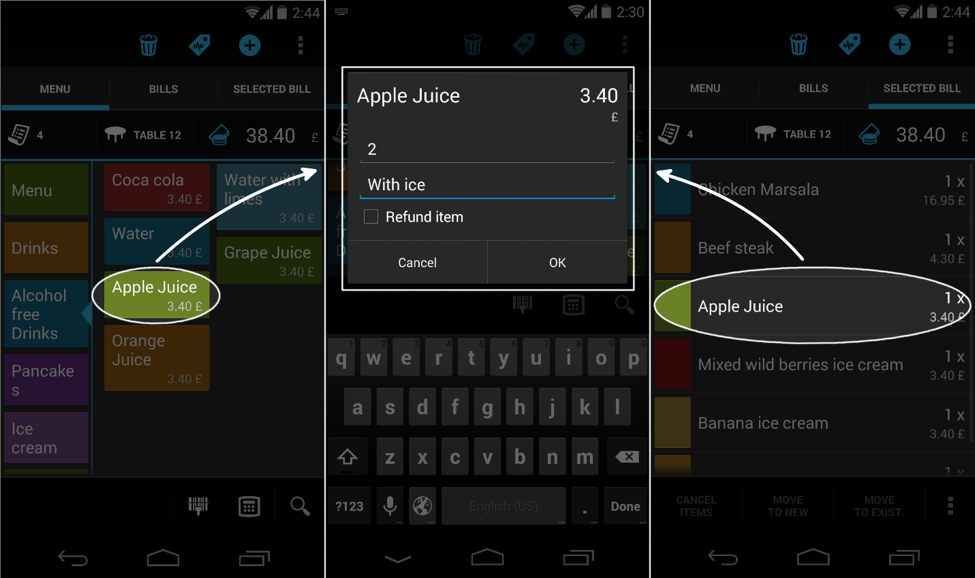 2:44
MENU
BILLS
SELECTED BILL
4
TABLE 12
38.40 £
Menu
Drinks
Alcohol
free
Drinks
Pancake
s
Ice
cream
Coca cola
3.40 £
Water
3.40 £
Apple Juice
3.40 £
Orange
Juice
3.40 £
Water with
limes
3.40 £
Grape Juice
3.40 £
2:30
Apple Juice
3.40
£
2
With ice
Refund item
Cancel
OK
q w e r t y u i o p
a s d f g h j k l
z x c v b n m
?123
English (US)
.
Done
2:44
MENU
BILLS
SELECTED BILL
4
TABLE 12
38.40 £
Chicken Marsala
1 x
16.95 £
Beef steak
1 x
4.30 £
Apple Juice
1 x
3.40 £
Mixed wild berries ice cream
1 x
3.40 £
Banana ice cream
1 x
3.40 £
1 x
CANCEL
ITEMS
MOVE
TO NEW
MOVE
TO EXIST.